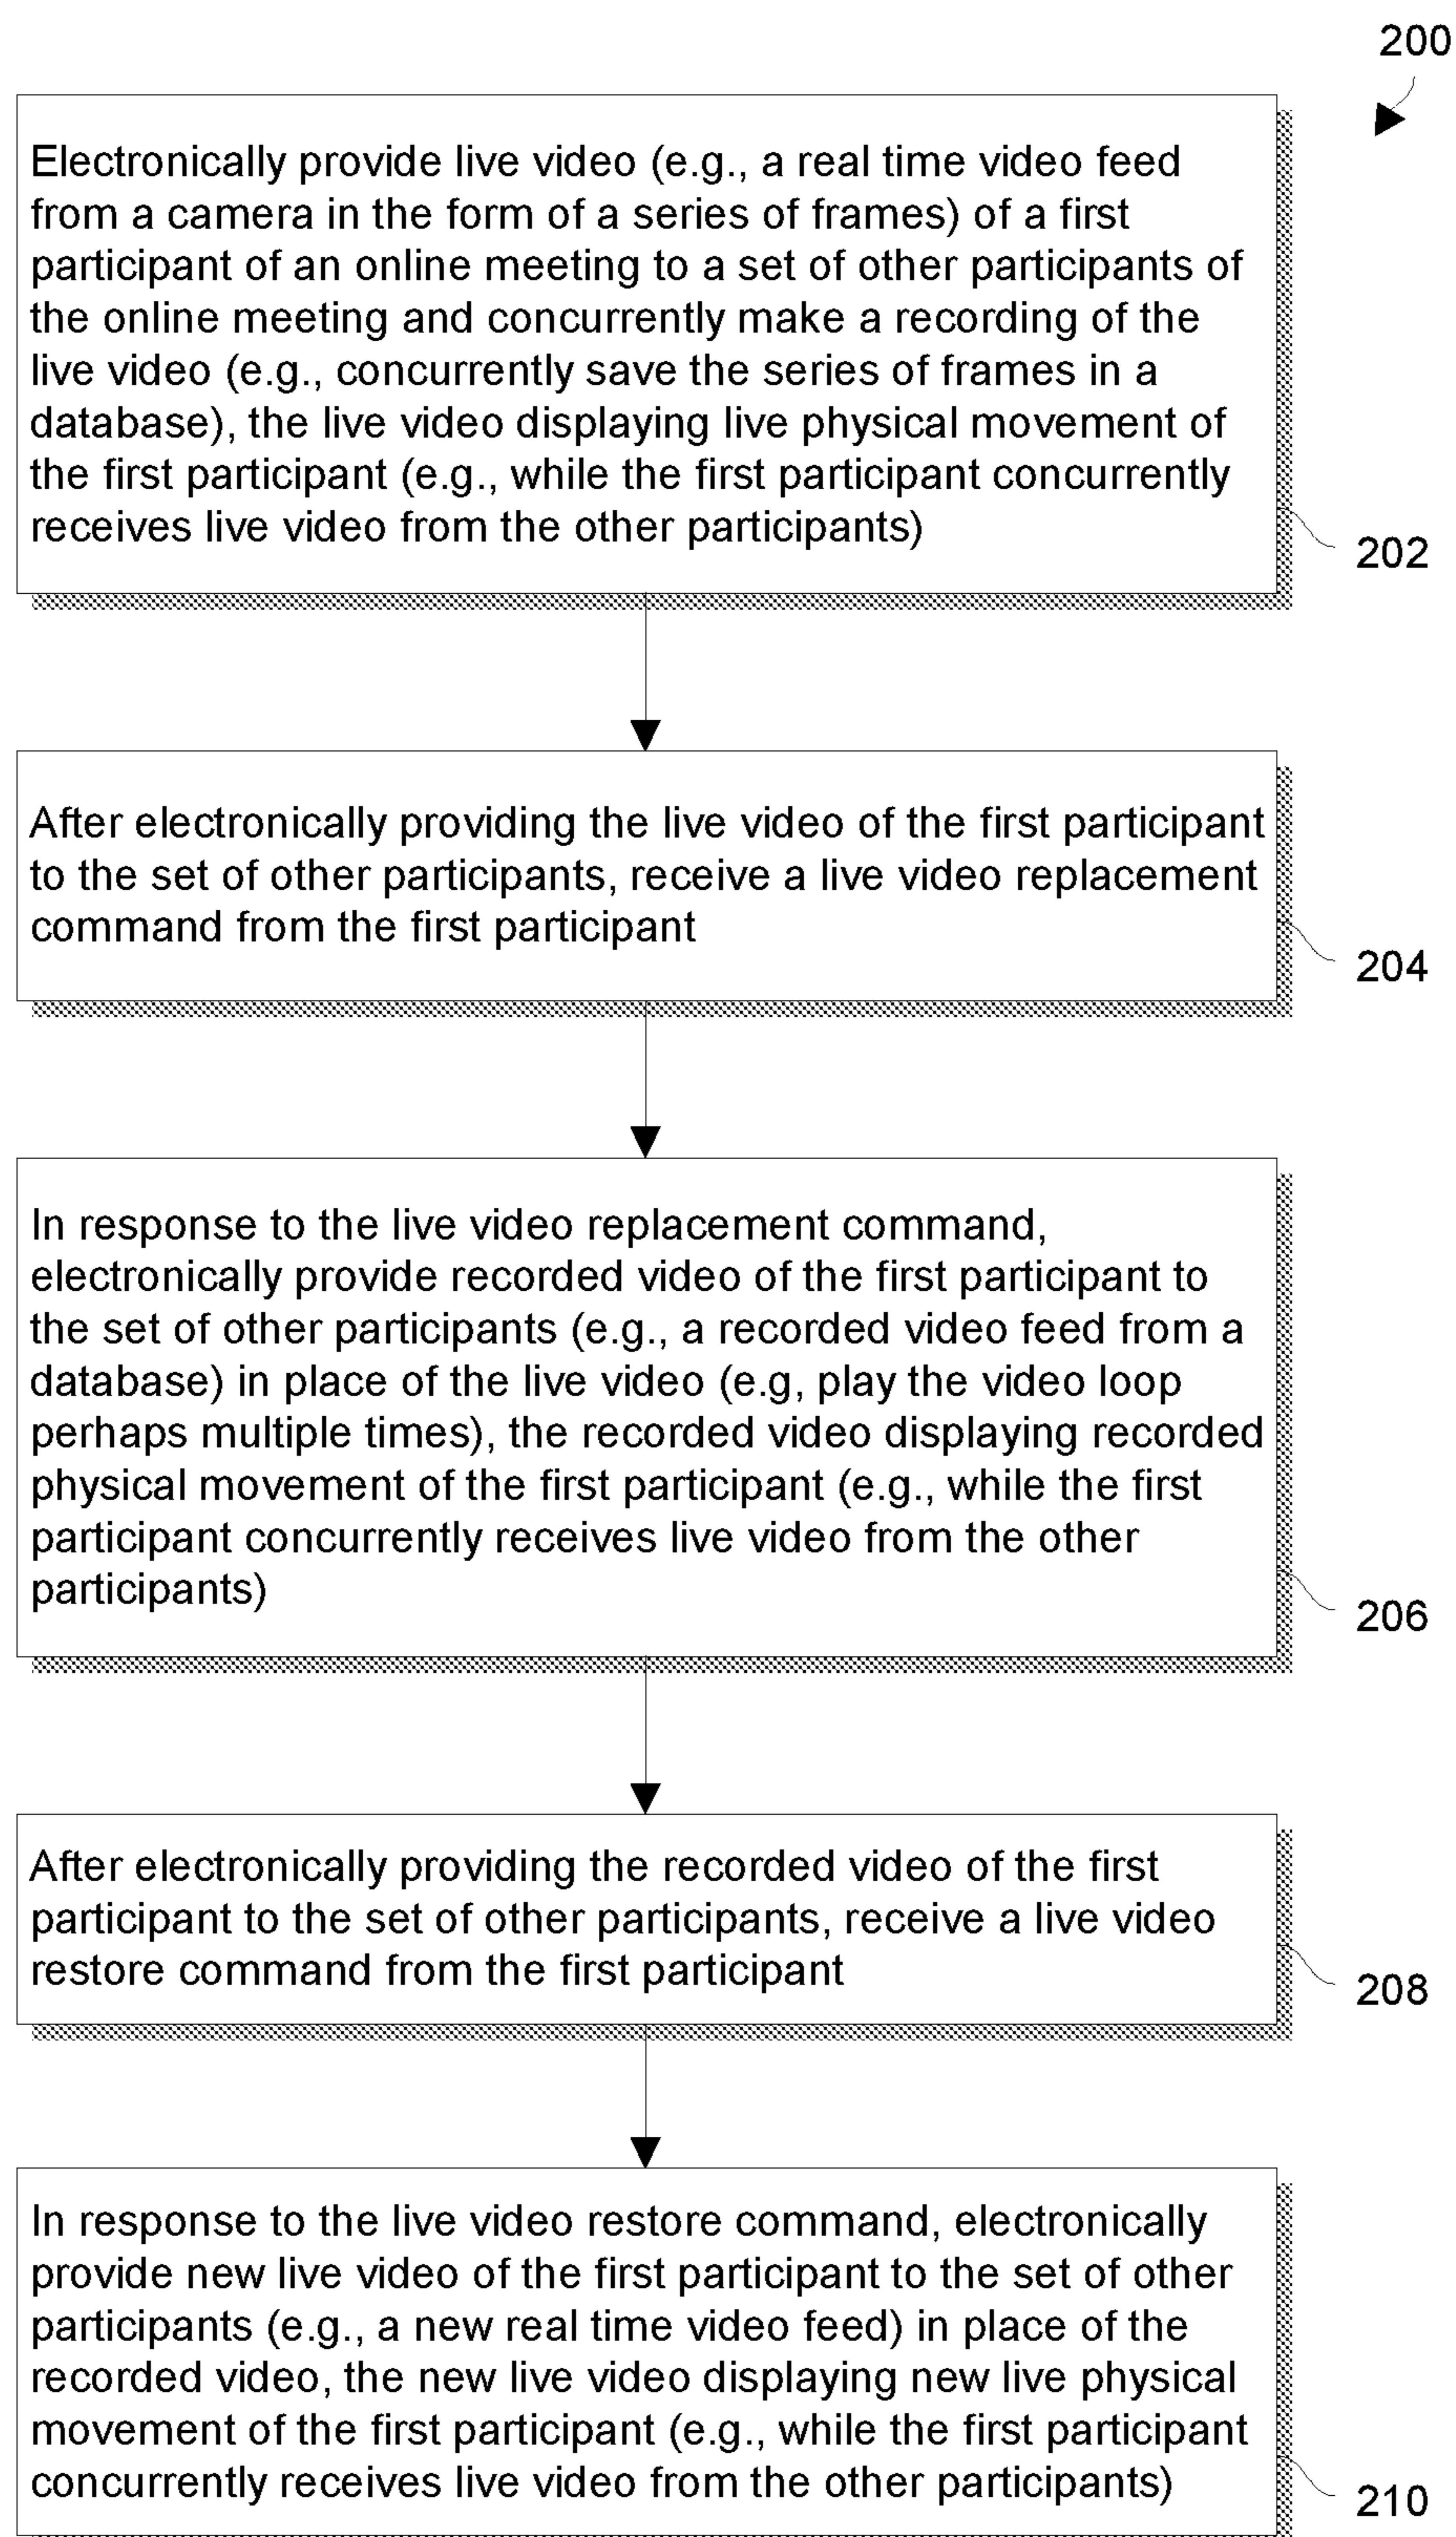 200
Electronically provide live video (e.g., a real time video feed
from a camera in the form of a series of frames) of a first
participant of an online meeting to a set of other participants of
the online meeting and concurrently make a recording of the
live video (e.g., concurrently save the series of frames in a
database), the live video displaying live physical movement of
the first participant (e.g., while the first participant concurrently
receives live video from the other participants)
202
After electronically providing the live video of the first participant
to the set of other participants, receive a live video replacement
command from the first participant
204
In response to the live video replacement command,
electronically provide recorded video of the first participant to
the set of other participants (e.g., a recorded video feed from a
database) in place of the live video (e.g, play the video loop
perhaps multiple times), the recorded video displaying recorded
physical movement of the first participant (e.g., while the first
participant concurrently receives live video from the other
participants)
206
After electronically providing the recorded video of the first
participant to the set of other participants, receive a live video
restore command from the first participant
208
In response to the live video restore command, electronically
provide new live video of the first participant to the set of other
participants (e.g., a new real time video feed) in place of the
recorded video, the new live video displaying new live physical
movement of the first participant (e.g., while the first participant
concurrently receives live video from the other participants)
210